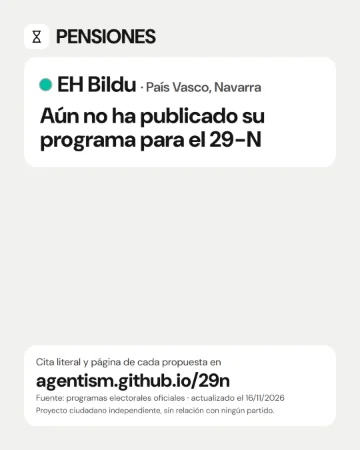 PENSIONES
EH Bildu · País Vasco, Navarra
Aún no ha publicado su
programa para el 29-N
Cita literal y página de cada propuesta en
agentism.github.io/29n
Fuente: programas electorales oficiales · actualizado el 16/11/2026
Proyecto ciudadano independiente, sin relación con ningún partido.